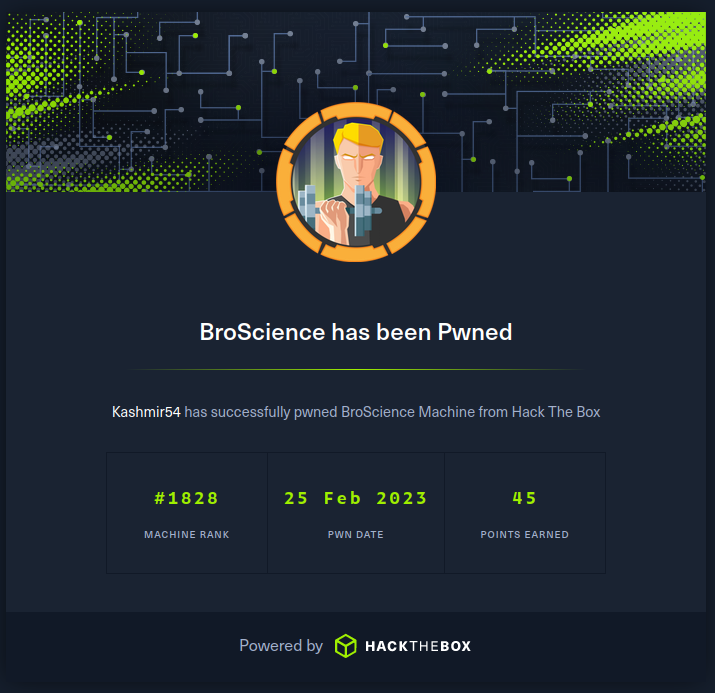 BroScience has been Pwned
Kashmir54 has successfully pwned BroScience Machine from Hack The Box
#1828 25 Feb 2023 45
MACHINE RANK PWN DATE POINTS EARNED
Powered by HACKTHEBOX